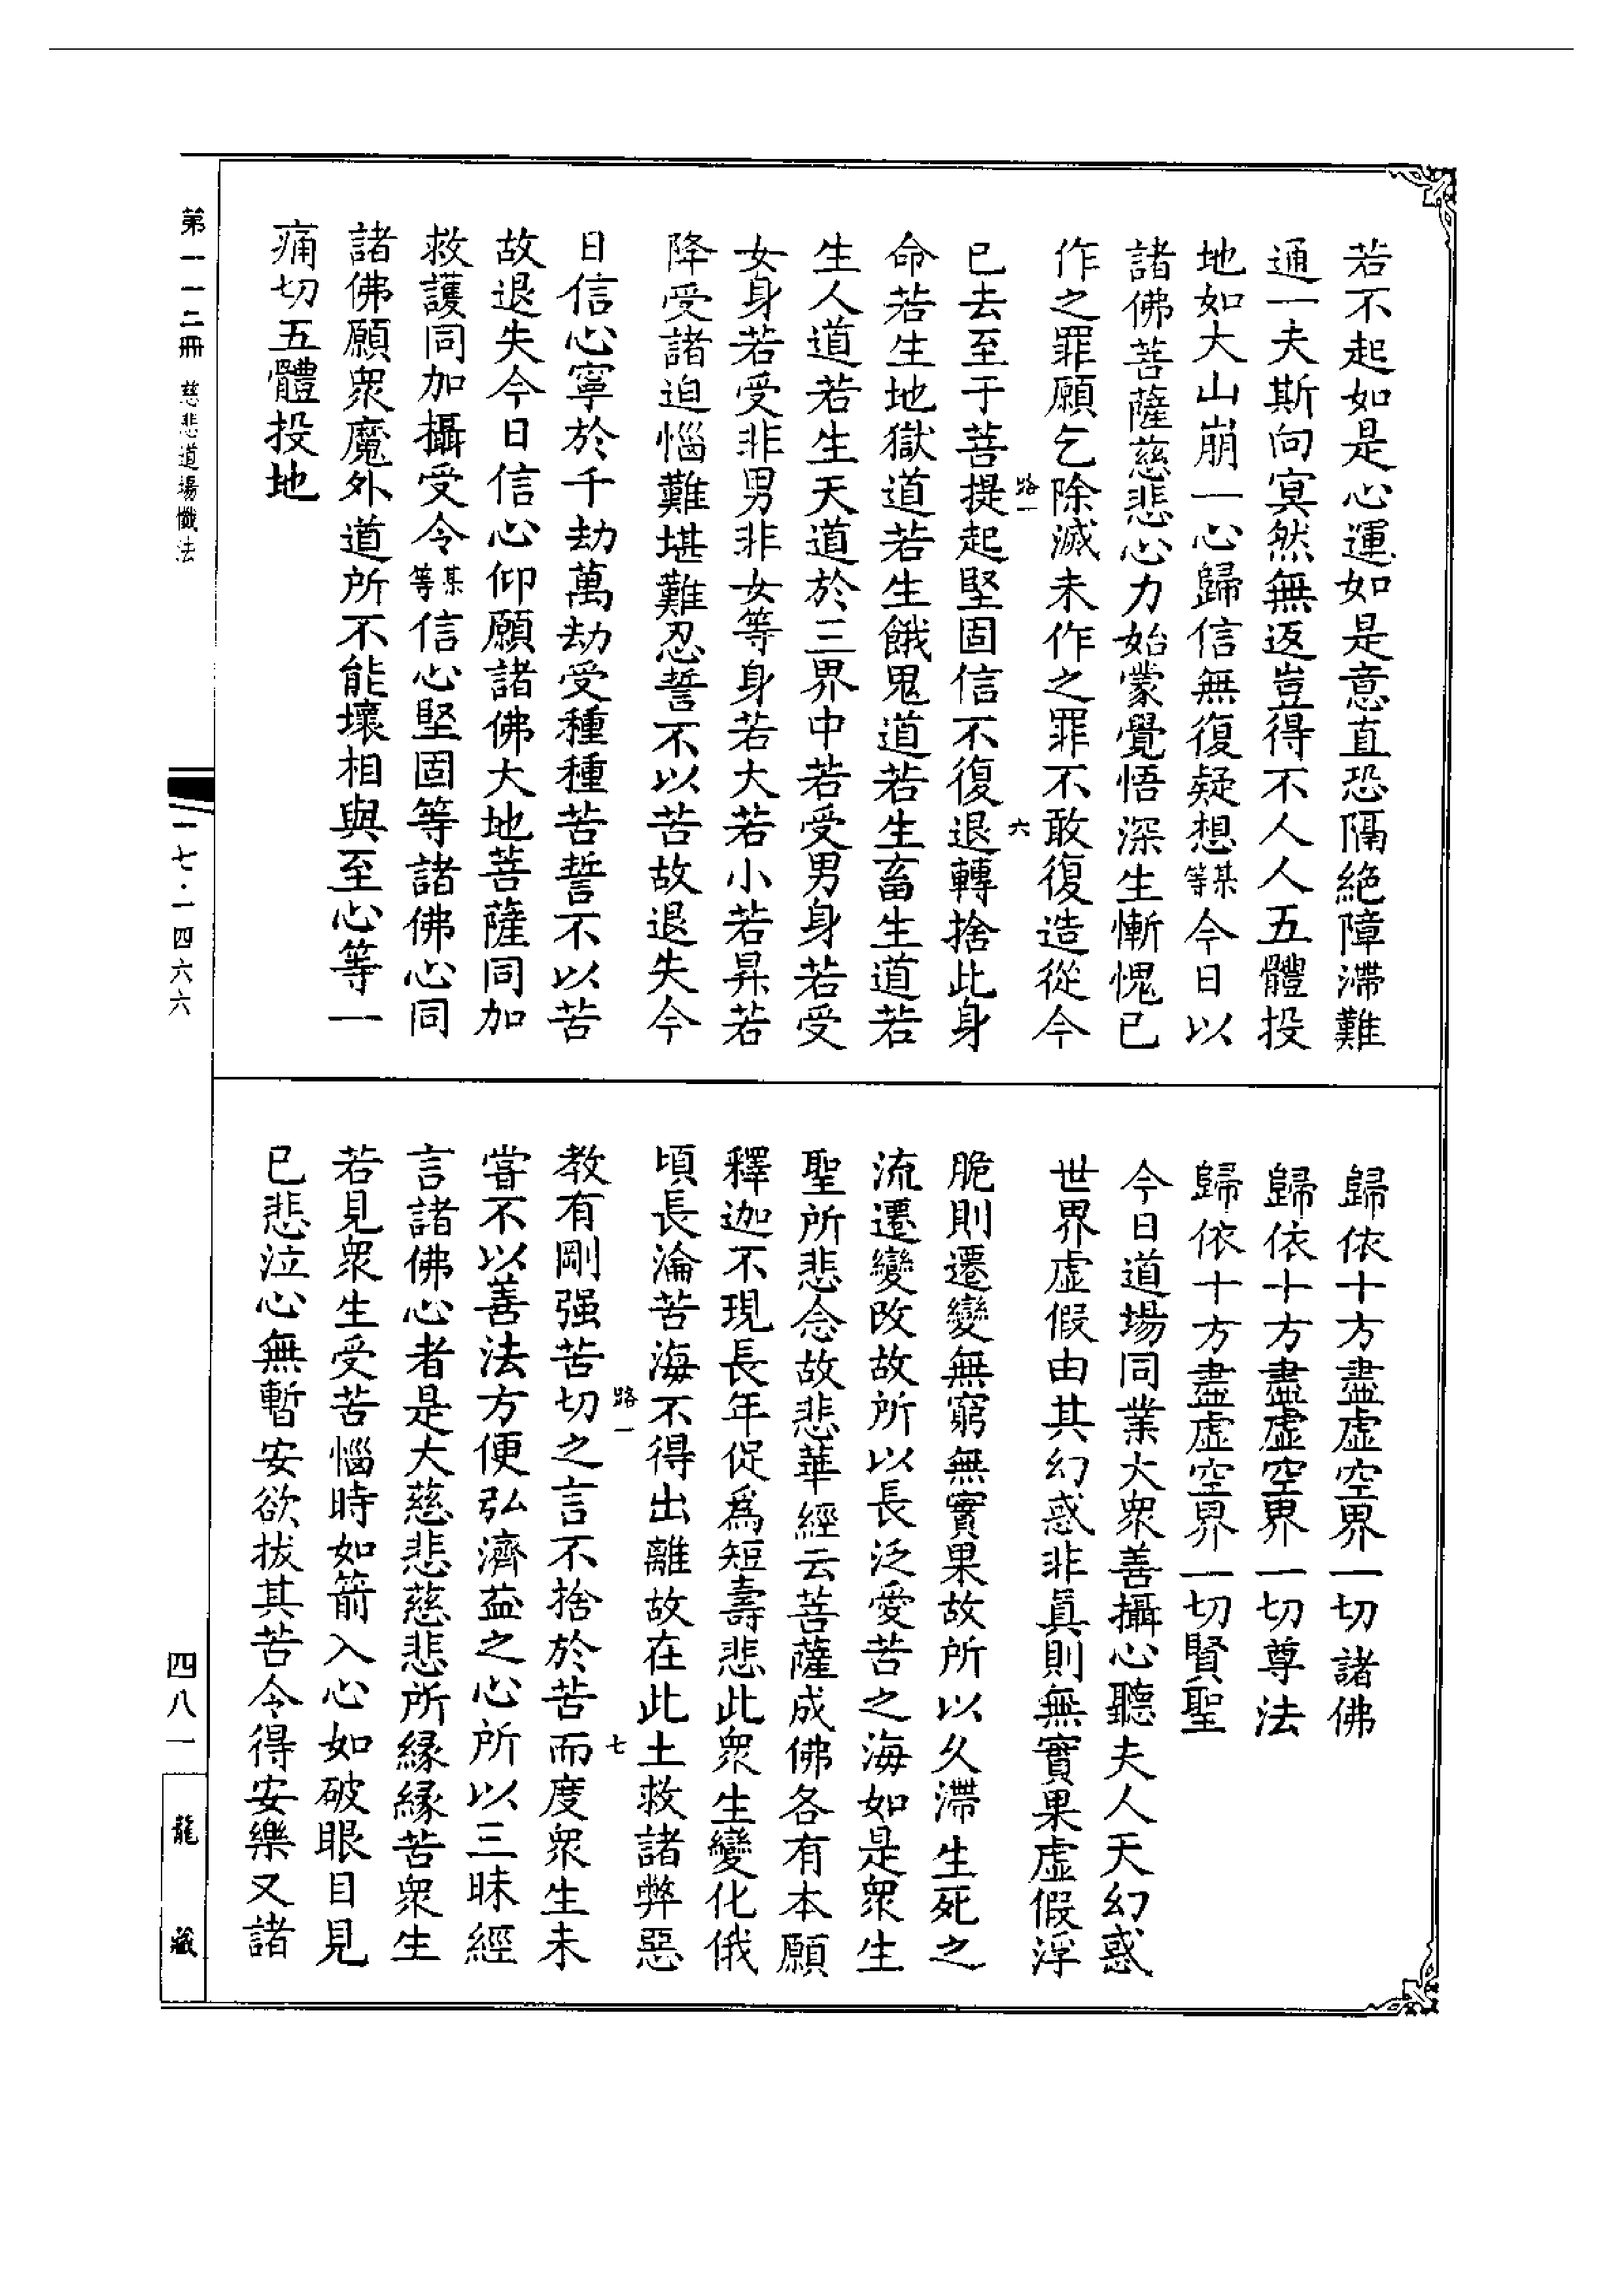 若不起如是心運如是意直恐隔絶障滯難
通一夫斯向冥然無返豈得不人人五體投
地如大山崩一心歸信無復疑想某等今日以
諸佛菩薩慈悲心力始蒙覺悟深生慚愧已
作之罪願乞除滅未作之罪不敢復造從今
路一 六
已去至于菩提起堅固信不復退轉捨此身
命若生地獄道若生餓鬼道若生畜生道若
生人道若生天道於三界中若受男身若受
女身若受非男非女等身若大若小若昇若
降受諸迫惱難堪難忍誓不以苦故退失今
日信心寧於千劫萬劫受種種苦誓不以苦
故退失今日信心仰願諸佛大地菩薩同加
救護同加攝受令某等信心堅固等諸佛心同
諸佛願衆魔外道所不能壞相與至心等一
痛切五體投地
歸依十方盡虛空界一切諸佛
歸依十方盡虛空界一切尊法
歸依十方盡虛空界一切賢聖
今日道場同業大衆善攝心聽夫人天幻惑
世界虛假由其幻惑非眞則無實果虛假浮
脆則遷變無窮無實果故所以久滯生死之
流遷變改故所以長泛愛苦之海如是衆生
聖所悲念故悲華經云菩薩成佛各有本願
釋迦不現長年促爲短壽悲此衆生變化俄
頃長淪苦海不得出離故在此土救諸弊惡
路一 七
教有剛强苦切之言不捨於苦而度衆生未
甞不以善法方便弘濟益之心所以三昧經
言諸佛心者是大慈悲慈悲所緣緣苦衆生
若見衆生受苦惱時如箭入心如破眼目見
已悲泣心無暫安欲拔其苦令得安樂又諸
第一一二冊 慈悲道場懺法
一七·一四六六
四八一
龍藏